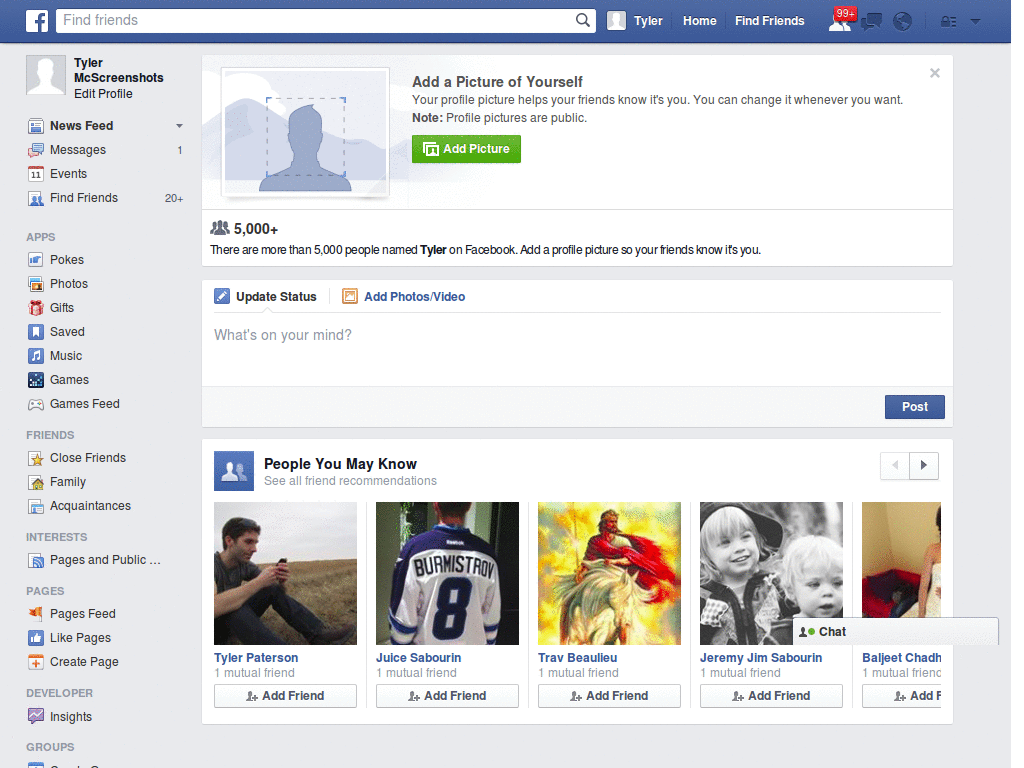 f
Find friends
Tyler
Home
Find Friends
99+
Tyler
McScreenshots
Edit Profile
News Feed
Messages 1
Events
Find Friends 20+
APPS
Pokes
Photos
Gifts
Saved
Music
Games
Games Feed
FRIENDS
Close Friends
Family
Acquaintances
INTERESTS
Pages and Public ...
PAGES
Pages Feed
Like Pages
Create Page
DEVELOPER
Insights
GROUPS
Add a Picture of Yourself
Your profile picture helps your friends know it's you. You can change it whenever you want.
Note: Profile pictures are public.
Add Picture
5,000+
There are more than 5,000 people named Tyler on Facebook. Add a profile picture so your friends know it's you.
Update Status
Add Photos/Video
What's on your mind?
Post
People You May Know
See all friend recommendations
BURMISTROV
8
Tyler Paterson
1 mutual friend
Add Friend
Juice Sabourin
1 mutual friend
Add Friend
Trav Beaulieu
1 mutual friend
Add Friend
Jeremy Jim Sabourin
1 mutual friend
Add Friend
Baljeet Chadh
1 mutual friend
Add F
Chat